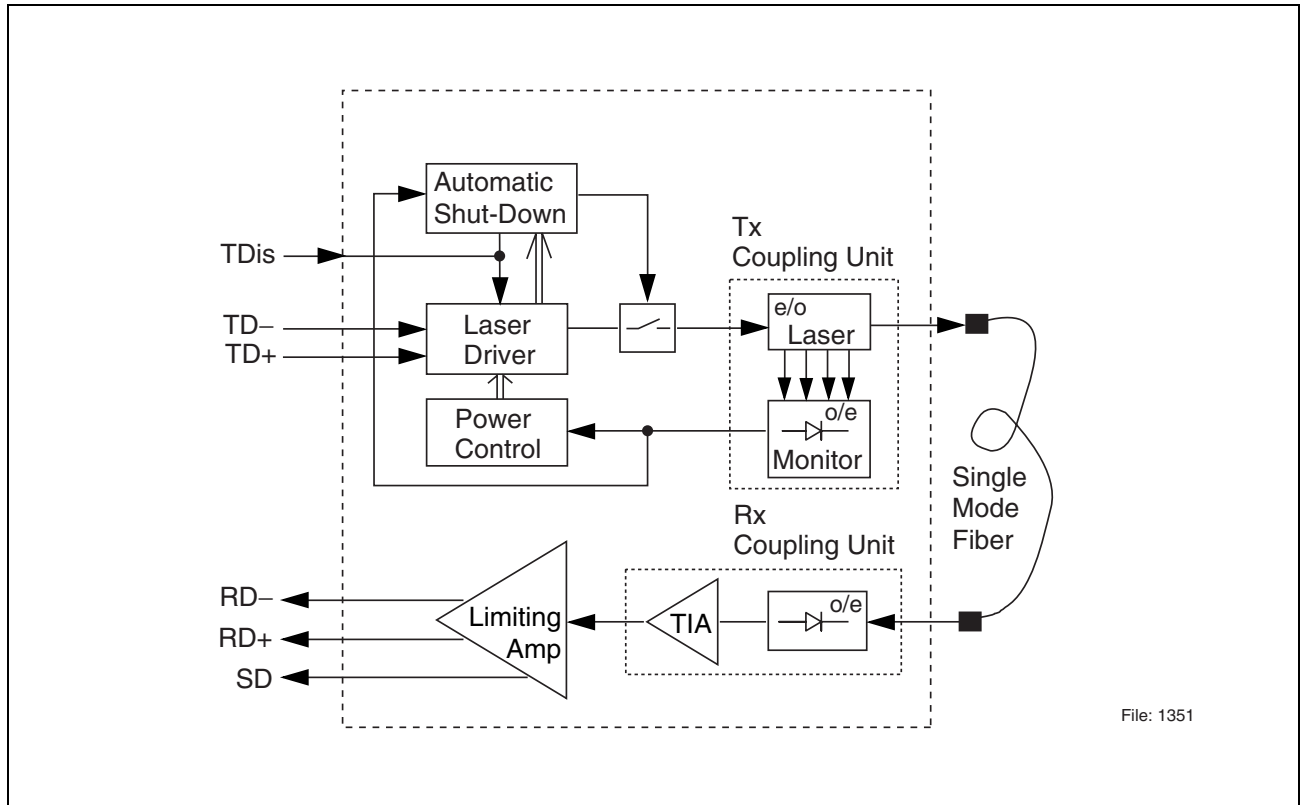 Automatic
Shut-Down
TDis
Tx
Coupling Unit
TD–
TD+
Laser
Driver
e/o
Laser
Power
Control
o/e
Monitor
Single
Mode
Fiber
Rx
Coupling Unit
RD–
RD+
SD
Limiting
Amp
TIA
o/e
File: 1351